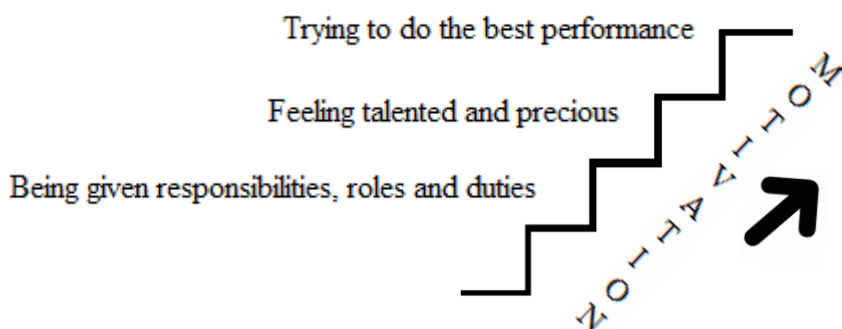 Trying to do the best performance
Feeling talented and precious
Being given responsibilities, roles and duties
MOTIVATION